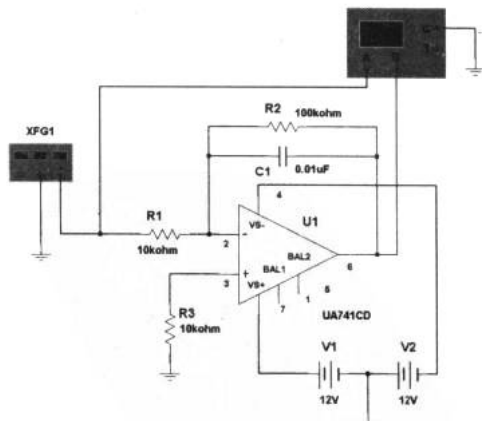 R2
100kohm
XFG1
C1
0.01uF
4
R1
VS-
U1
10kohm
2
BAL2
6
3
BAL1
VS+
5
1
7
UA741CD
R3
10kohm
V1
V2
12V
12V